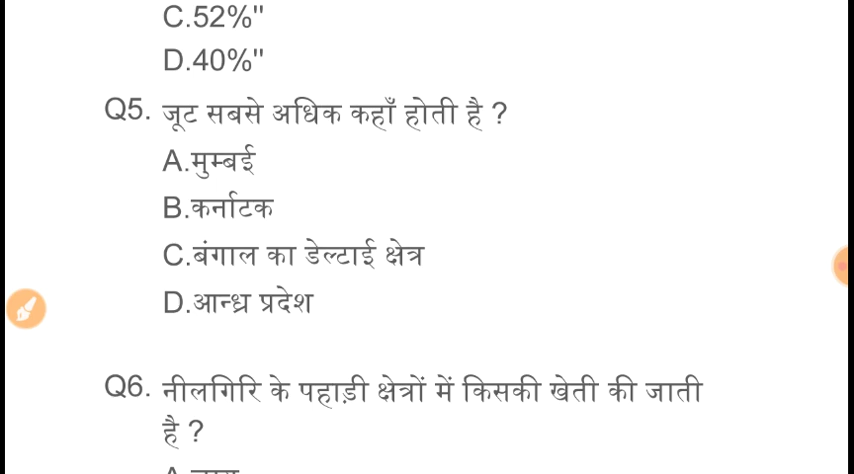 C.52%"
D.40%"
Q5. जूट सबसे अधिक कहाँ होती है ?
A.मुम्बई
B.कर्नाटक
C.बंगाल का डेल्टाई क्षेत्र
D.आन्ध्र प्रदेश
Q6. नीलगिरि के पहाड़ी क्षेत्रों में किसकी खेती की जाती
है ?